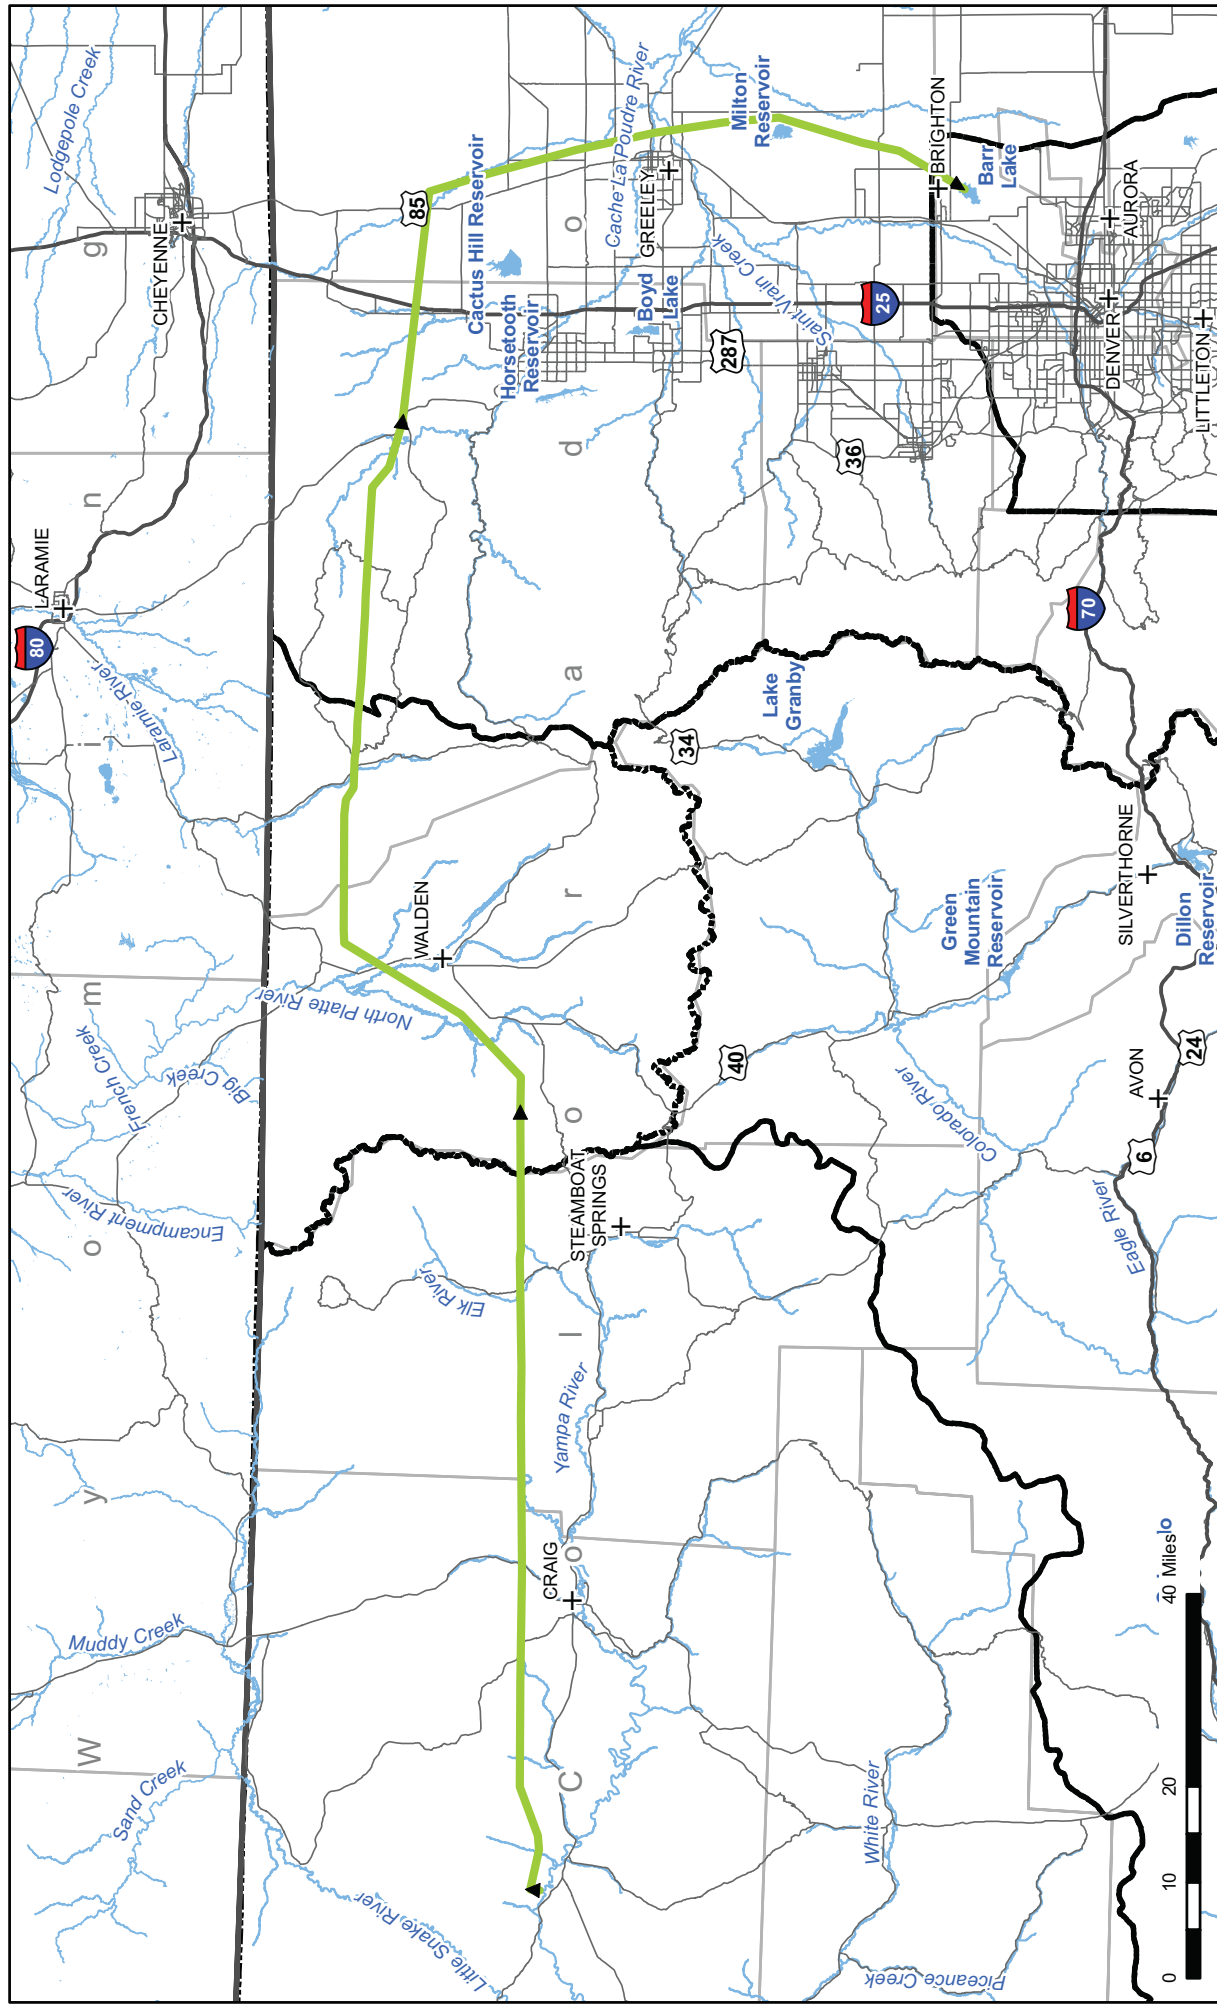 Lodgepole Creek
CHEYENNE
LARAMIE
80
Laramie River
French Creek
Big Creek
North Platte River
Encampment River
Muddy Creek
Sand Creek
Little Snake River
W y o m i n g
85
Cactus Hill Reservoir
Horsetooth
Reservoir
Cache La Poudre River
GREELEY
Boyd
Lake
Milton
Reservoir
287
Saint Vrain Creek
25
36
BRIGHTON
Barr
Lake
AURORA
DENVER
LITTLETON
70
34
Lake
Granby
WALDEN
Green
Mountain
Reservoir
SILVERTHORNE
Dillon
Reservoir
40
24
AVON
6
Colorado River
Eagle River
STEAMBOAT
SPRINGS
Elk River
Yampa River
CRAIG
C o l o r a d o
White River
Piceance Creek
0 10 20 40 Miles
lo